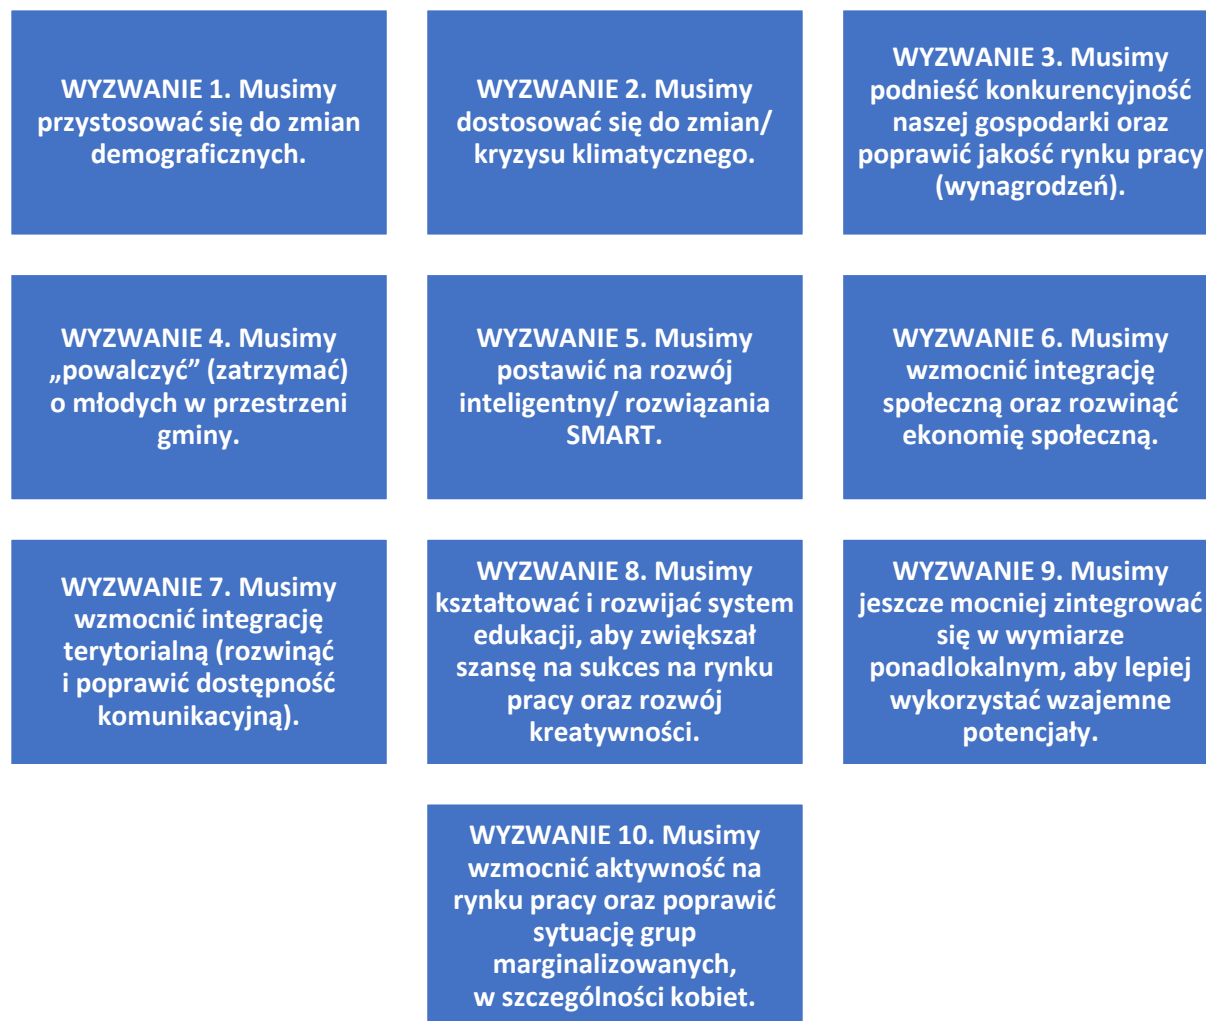 WYZWANIE 1. Musimy
przystosować się do zmian
demograficznych.
WYZWANIE 2. Musimy
dostosować się do zmian/
kryzysu klimatycznego.
WYZWANIE 3. Musimy
podnieść konkurencyjność
naszej gospodarki oraz
poprawić jakość rynku pracy
(wynagrodzeń).
WYZWANIE 4. Musimy
„powalczyć” (zatrzymać)
o młodych w przestrzeni
gminy.
WYZWANIE 5. Musimy
postawić na rozwój
inteligentny/ rozwiązania
SMART.
WYZWANIE 6. Musimy
wzmocnić integrację
społeczną oraz rozwinąć
ekonomię społeczną.
WYZWANIE 7. Musimy
wzmocnić integrację
terytorialną (rozwinąć
i poprawić dostępność
komunikacyjną).
WYZWANIE 8. Musimy
kształtować i rozwijać system
edukacji, aby zwiększał
szansę na sukces na rynku
pracy oraz rozwój
kreatywności.
WYZWANIE 9. Musimy
jeszcze mocniej zintegrować
się w wymiarze
ponadlokalnym, aby lepiej
wykorzystać wzajemne
potencjały.
WYZWANIE 10. Musimy
wzmocnić aktywność na
rynku pracy oraz poprawić
sytuację grup
marginalizowanych,
w szczególności kobiet.